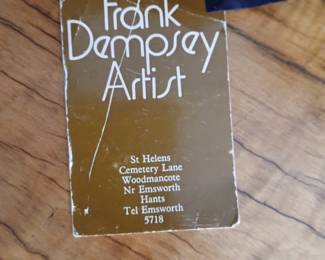 Frank
Dempsey
Artist
St Helens
Cemetery Lane
Woodmancote
Nr Emsworth
Hants
Tel Emsworth
5718